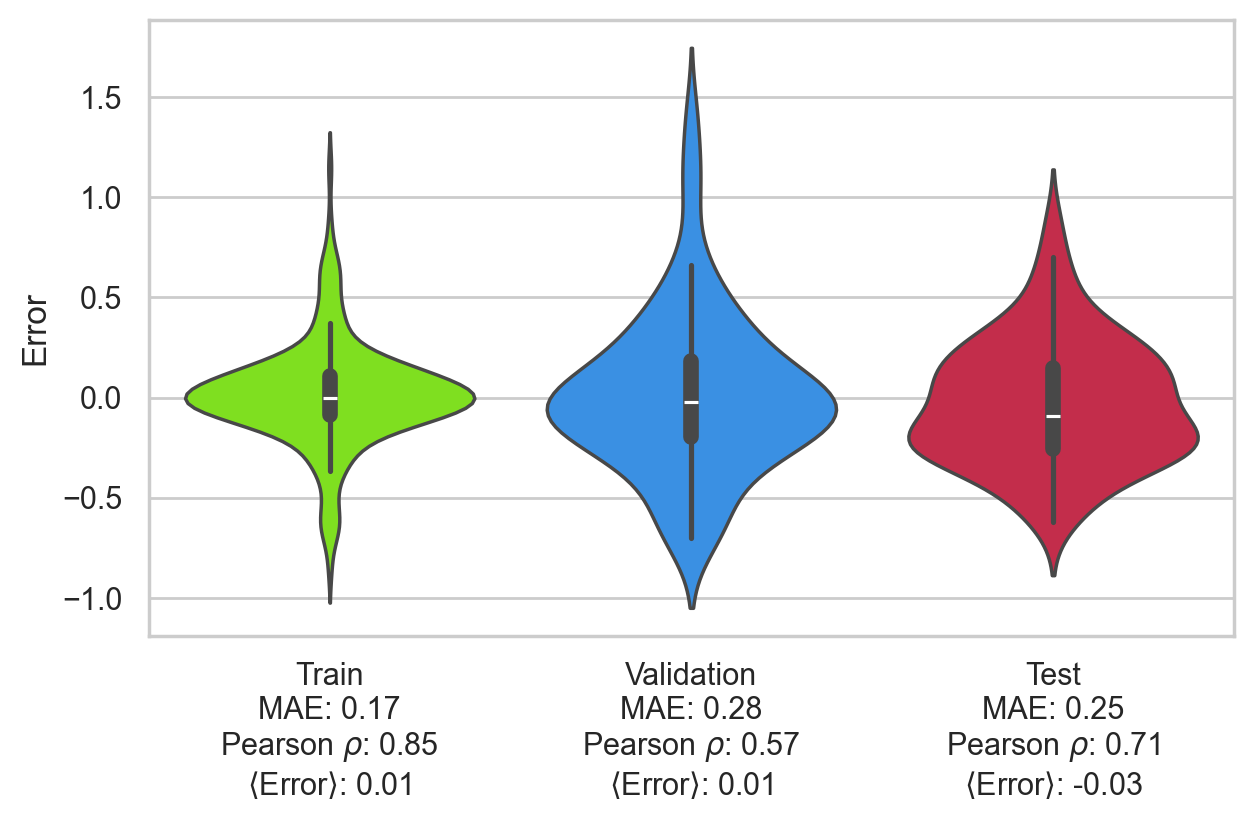 Error
1.5
1.0
0.5
0.0
−0.5
−1.0
Train
MAE: 0.17
Pearson ρ: 0.85
⟨Error⟩: 0.01
Validation
MAE: 0.28
Pearson ρ: 0.57
⟨Error⟩: 0.01
Test
MAE: 0.25
Pearson ρ: 0.71
⟨Error⟩: -0.03